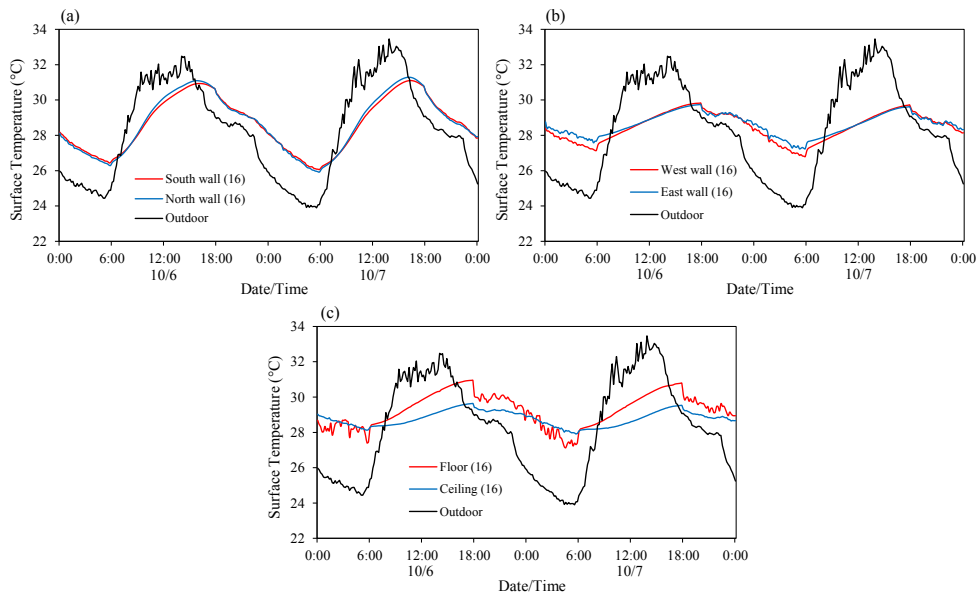 (a)
Surface Temperature (°C)
34
32
30
28
26
24
22
South wall (16)
North wall (16)
Outdoor
0:00 6:00 12:00 18:00 0:00 6:00 12:00 18:00 0:00
10/6 10/7
Date/Time
(b)
Surface Temperature (°C)
34
32
30
28
26
24
22
West wall (16)
East wall (16)
Outdoor
0:00 6:00 12:00 18:00 0:00 6:00 12:00 18:00 0:00
10/6 10/7
Date/Time
(c)
Surface Temperature (°C)
34
32
30
28
26
24
22
Floor (16)
Ceiling (16)
Outdoor
0:00 6:00 12:00 18:00 0:00 6:00 12:00 18:00 0:00
10/6 10/7
Date/Time